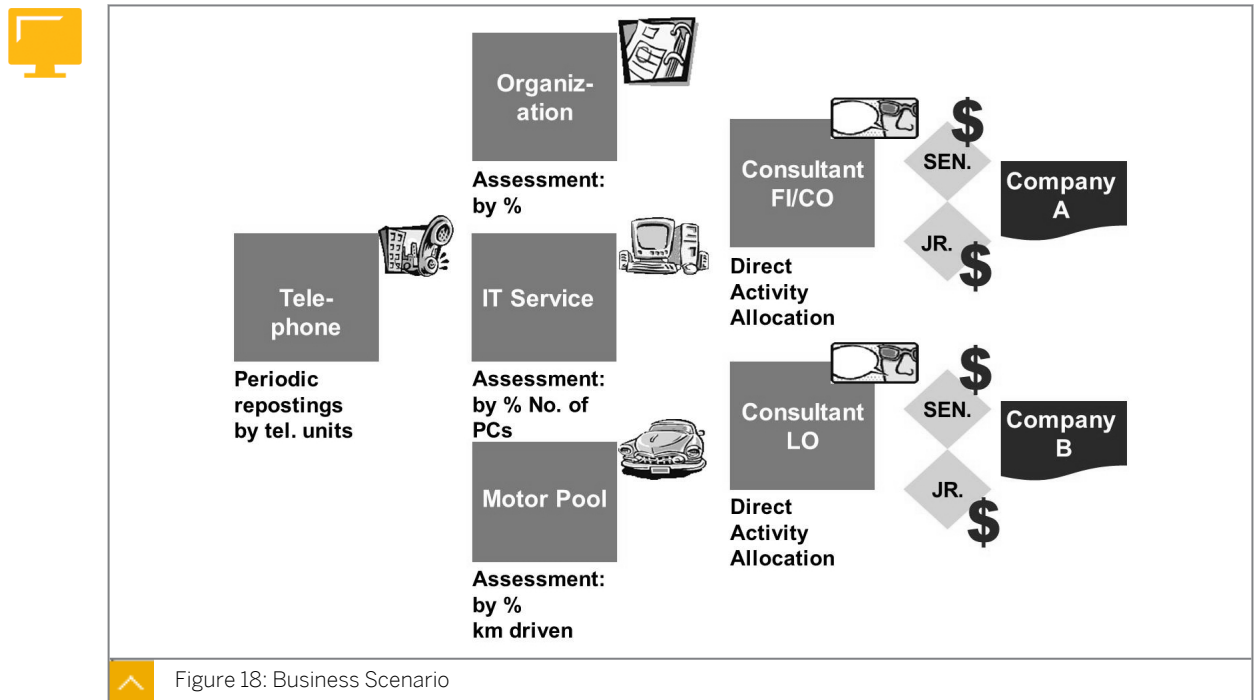 Organiz-
ation
Assessment:
by %
Tele-
phone
Periodic
repostings
by tel. units
IT Service
Assessment:
by % No. of
PCs
Motor Pool
Assessment:
by %
km driven
Consultant
FI/CO
Direct
Activity
Allocation
$
SEN.
JR.
$
Company
A
Consultant
LO
Direct
Activity
Allocation
$
SEN.
JR.
$
Company
B
Figure 18: Business Scenario